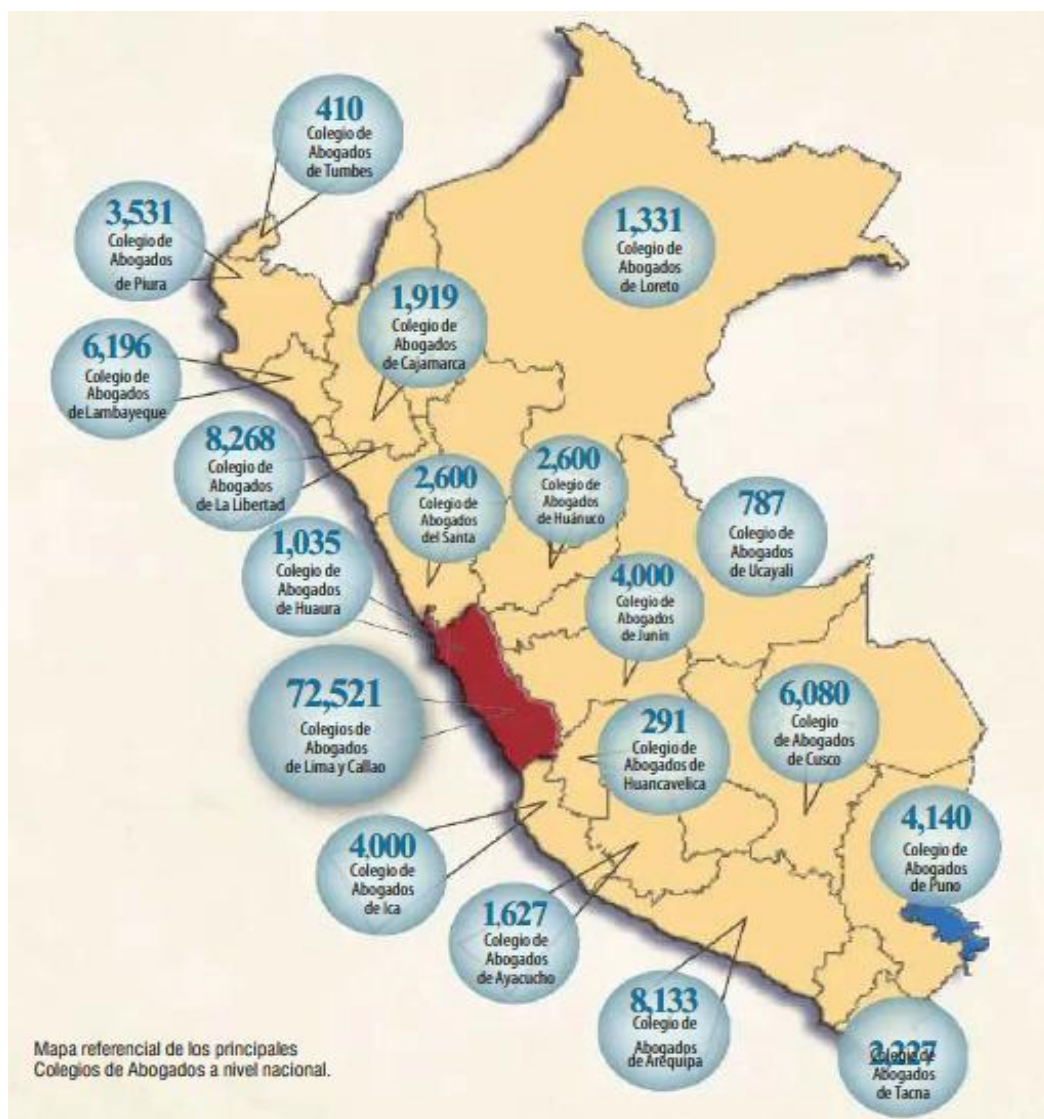 410
Colegio de
Abogados
de Tumbes
3,531
Colegio de
Abogados
de Piura
1,331
Colegio de
Abogados
de Loreto
1,919
Colegio de
Abogados
de Cajamarca
6,196
Colegio de
Abogados
de Lambayeque
8,268
Colegio de
Abogados
de La Libertad
2,600
Colegio de
Abogados
del Santa
2,600
Colegio de
Abogados
de Huánuco
787
Colegio de
Abogados
de Ucayali
1,035
Colegio de
Abogados
de Huaura
4,000
Colegio de
Abogados
de Junín
72,521
Colegios de
Abogados
de Lima y Callao
291
Colegio de
Abogados de
Huancavelica
6,080
Colegio
de Abogados
de Cusco
4,000
Colegio de
Abogados
de Ica
4,140
Colegio de
Abogados
de Puno
1,627
Colegio de
Abogados
de Ayacucho
8,133
Colegio de
Abogados
de Arequipa
2,227
Colegio de
Abogados
de Tacna
Mapa referencial de los principales
Colegios de Abogados a nivel nacional.